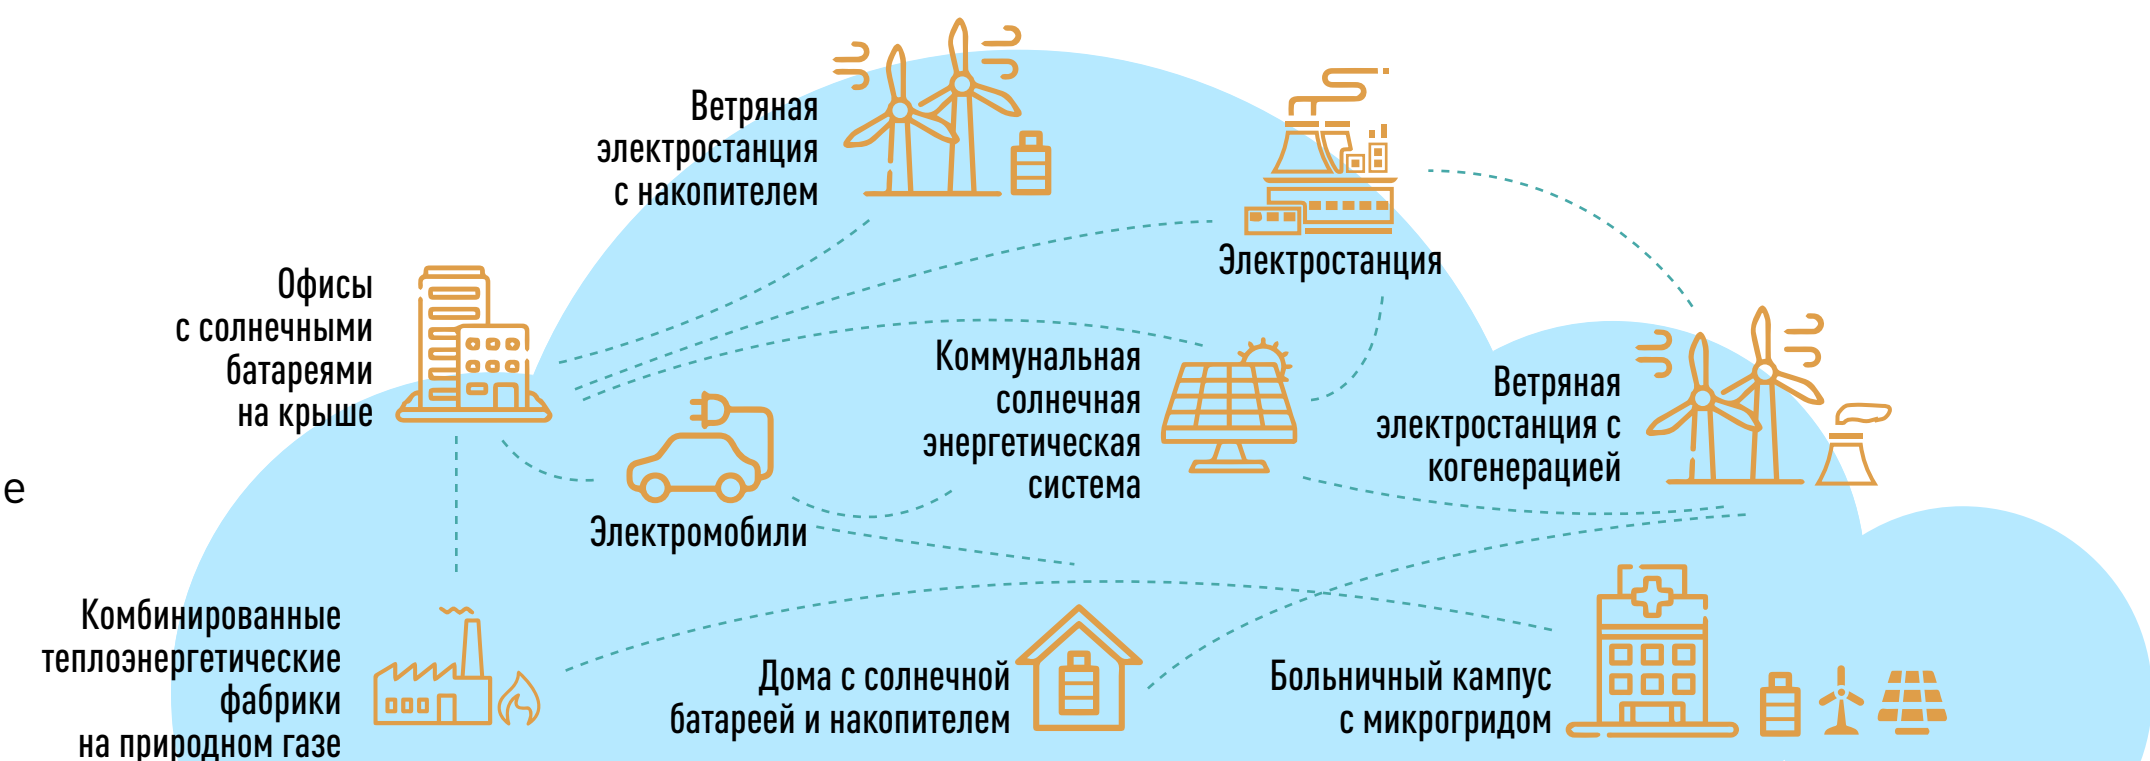 Ветряная
электростанция
с накопителем
Электростанция
Офисы
с солнечными
батареями
на крыше
Коммунальная
солнечная
энергетическая
система
Ветряная
электростанция с
когенерацией
е
Электромобили
Комбинированные
теплоэнергетические
фабрики
на природном газе
Дома с солнечной
батареей и накопителем
Больничный кампус
с микрогридом